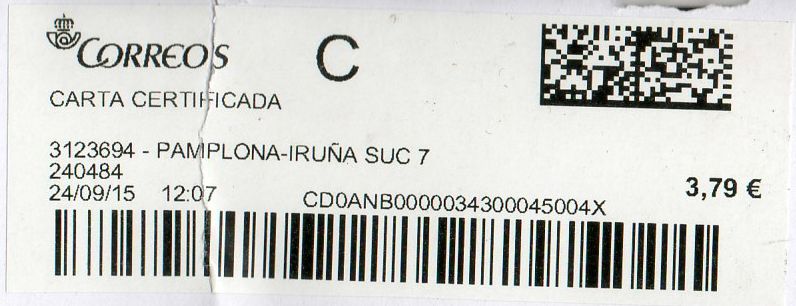 CORREOS
C
CARTA CERTIFICADA
3123694 - PAMPLONA-IRUÑA SUC 7
240484
24/09/15 12:07
CD0ANB0000034300045004X
3,79 €